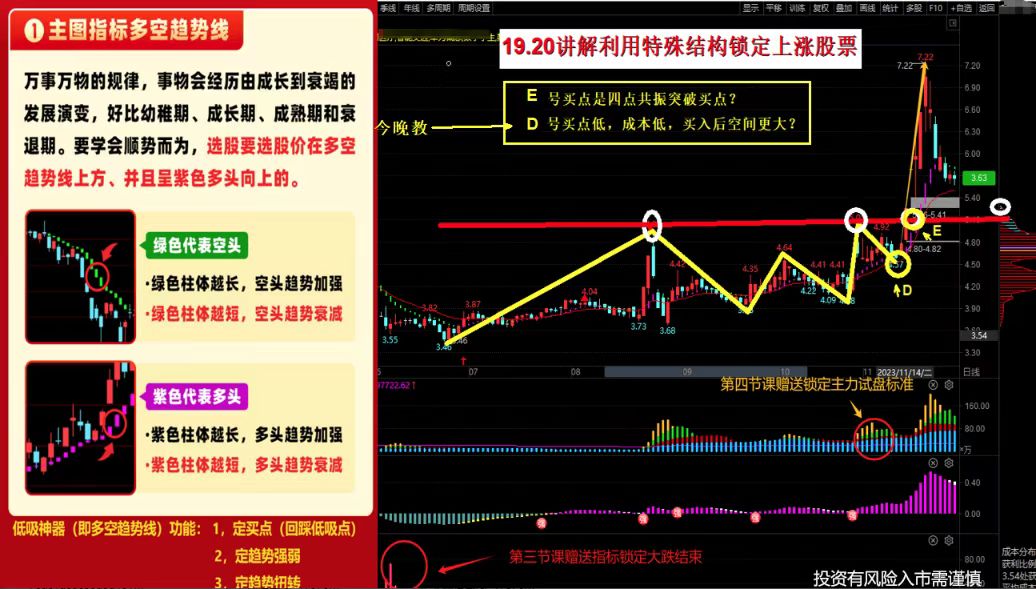 ①主图指标多空趋势线
万事万物的规律，事物会经历由成长到衰竭的
发展演变，好比幼稚期、成长期、成熟期和衰
退期。要学会顺势而为，选股要选股价在多空
趋势线上方、并且呈紫色多头向上的。
绿色代表空头
·绿色柱体越长，空头趋势加强
·绿色柱体越短，空头趋势衰减
紫色代表多头
·紫色柱体越长，多头趋势加强
·紫色柱体越短，多头趋势衰减
低吸神器（即多空趋势线）功能： 1，定买点（回踩低吸点）
2，定趋势强弱
3，定趋势扭转
季线 年线 多周期 周期设置
显示 平移 训练 复权 叠加 画线 统计 多股 F10 +自选 返回
19.20讲解利用特殊结构锁定上涨股票
E 号买点是四点共振突破买点？
今晚教
D 号买点低，成本低，买入后空间更大？
7.22
7.22
7.20
6.90
6.60
6.30
6.00
3.53
5.40
5.10
4.80
4.50
4.20
3.90
3.60
3.54
3.30
5.41
4.80-4.82
E
D
4.92
4.57
4.64
4.41 4.41
4.35
4.42
4.22
4.09
4.04
3.87
3.82
3.73
3.68
3.55
3.46
07
08
09
10
11
2023/11/14/二
日线
97722.62
第四节课赠送锁定主力试盘标准
160.00
80.00
×万
0.40
0.00
强
强
强
强
强
第三节课赠送指标锁定大跌结束
80.00
成本分布
获利比例
3.54处获
投资有风险入市需谨慎